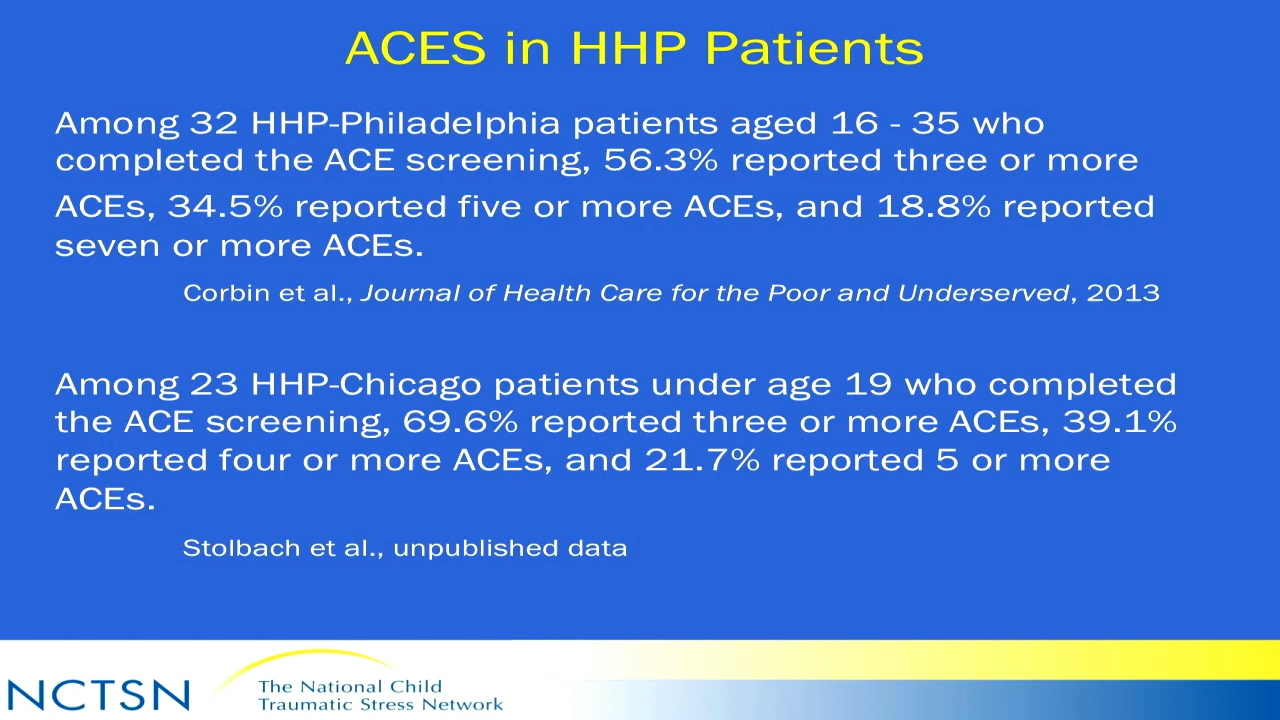 ACES in HHP Patients
Among 32 HHP-Philadelphia patients aged 16 - 35 who
completed the ACE screening, 56.3% reported three or more
ACEs, 34.5% reported five or more ACEs, and 18.8% reported
seven or more ACEs.
Corbin et al., Journal of Health Care for the Poor and Underserved, 2013
Among 23 HHP-Chicago patients under age 19 who completed
the ACE screening, 69.6% reported three or more ACEs, 39.1%
reported four or more ACEs, and 21.7% reported 5 or more
ACEs.
Stolbach et al., unpublished data
NCTSN
The National Child
Traumatic Stress Network